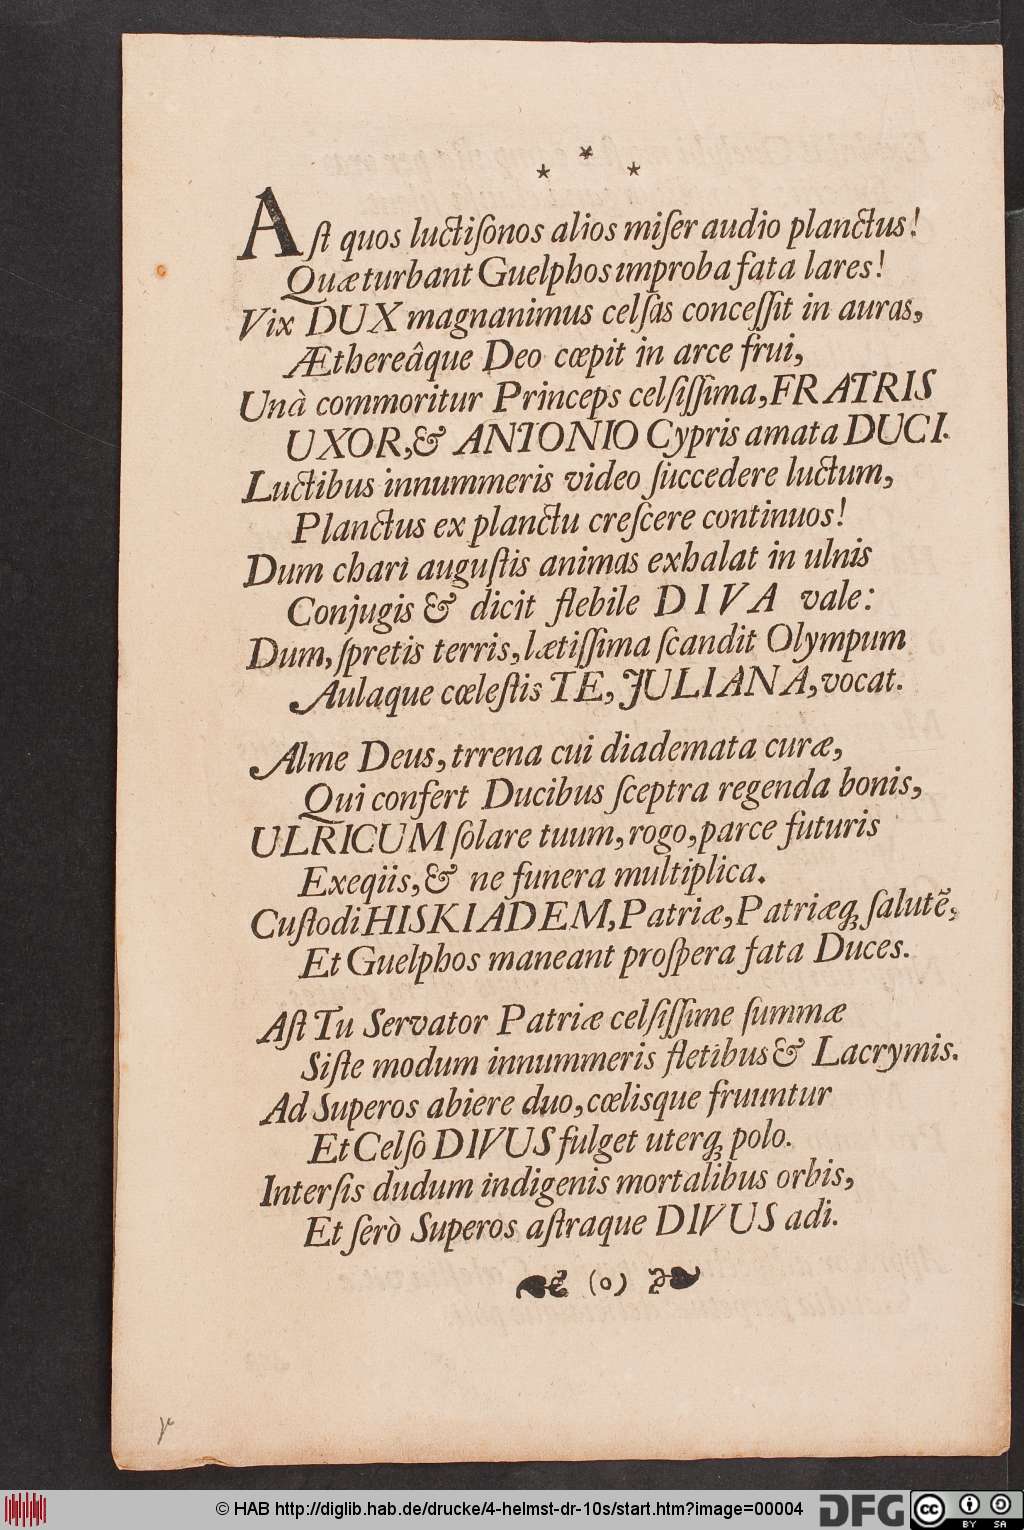 * * *
Aſt quos luctiſonos alios miſer audio planctus!
Quæ turbant Guelphos improba fata lares!
Vix DUX magnanimus celſas conceſſit in auras,
Æthereâque Deo cœpit in arce frui,
Unà commoritur Princeps celſiſſima, FRATRIS
UXOR, & ANTONIO Cypris amata DUCI.
Luctibus innummeris video ſuccedere luctum,
Planctus ex planctu creſcere continuos!
Dum chari auguſtis animas exhalat in ulnis
Conjugis & dicit flebile DIVA vale:
Dum, ſpretis terris, lætiſſima ſcandit Olympum
Aulaque cœleſtis TE, JULIANA, vocat.
Alme Deus, trrena cui diademata curæ,
Qui confert Ducibus ſceptra regenda bonis,
ULRICUM ſolare tuum, rogo, parce futuris
Exeqiis, & ne funera multiplica.
Cuſtodi HISKIADEM, Patriæ, Patriæq; ſalutẽ,
Et Guelphos maneant proſpera fata Duces.
Aſt Tu Servator Patriæ celſiſſime ſummæ
Siſte modum innummeris fletibus & Lacrymis.
Ad Superos abiere duo, cœlisque fruuntur
Et Celſo DIVUS fulget uterq; polo.
Interſis dudum indigenis mortalibus orbis,
Et ſerò Superos aſtraque DIVUS adi.
(o)
© HAB http://diglib.hab.de/drucke/4-helmst-dr-10s/start.htm?image=00004
DFG
cc
BY SA